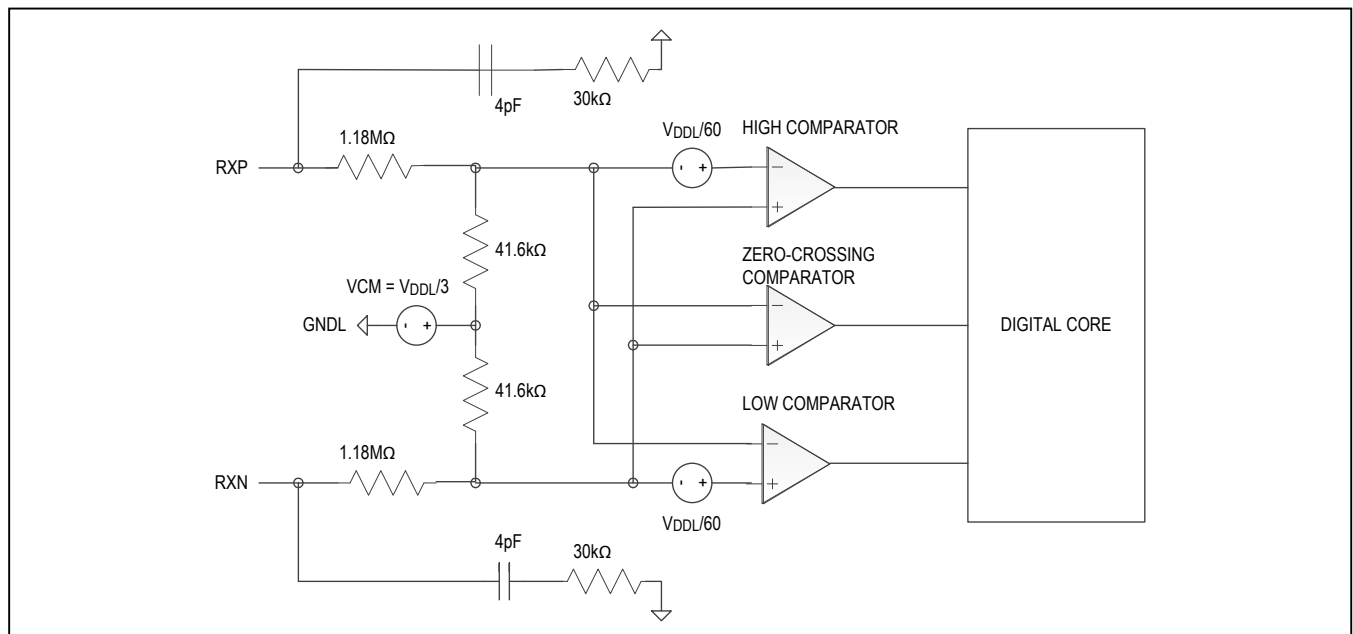 4pF
30kΩ
1.18MΩ
VDDL/60
HIGH COMPARATOR
RXP
-
+
−
+
41.6kΩ
ZERO-CROSSING
COMPARATOR
VCM = VDDL/3
−
+
GNDL
-
+
DIGITAL CORE
41.6kΩ
LOW COMPARATOR
1.18MΩ
−
+
RXN
-
+
VDDL/60
4pF
30kΩ